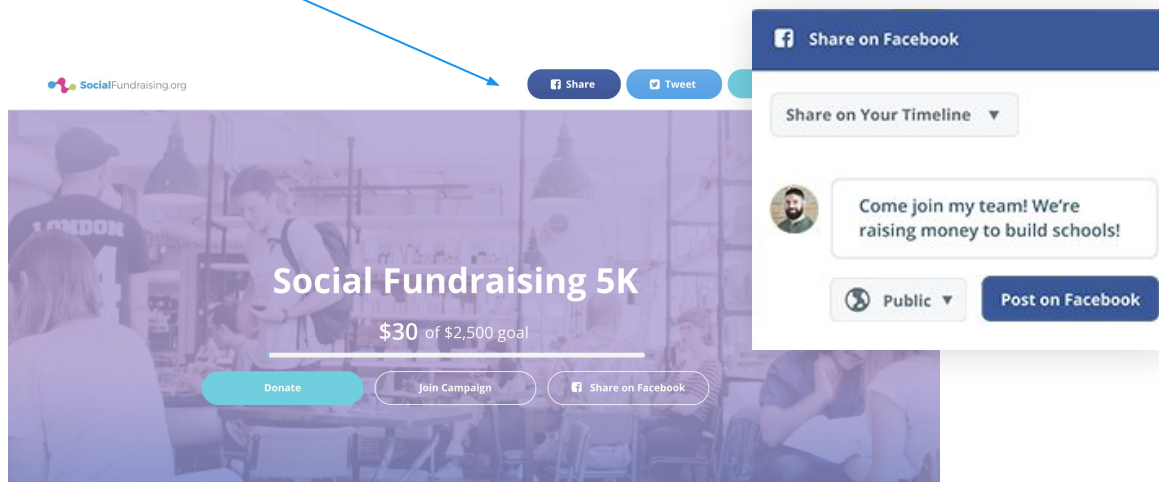 SocialFundraising.org
Share
Tweet
Share on Facebook
Share on Your Timeline ▼
Come join my team! We're
raising money to build schools!
Public ▼
Post on Facebook
LONDON
Social Fundraising 5K
$30 of $2,500 goal
Donate
Join Campaign
Share on Facebook